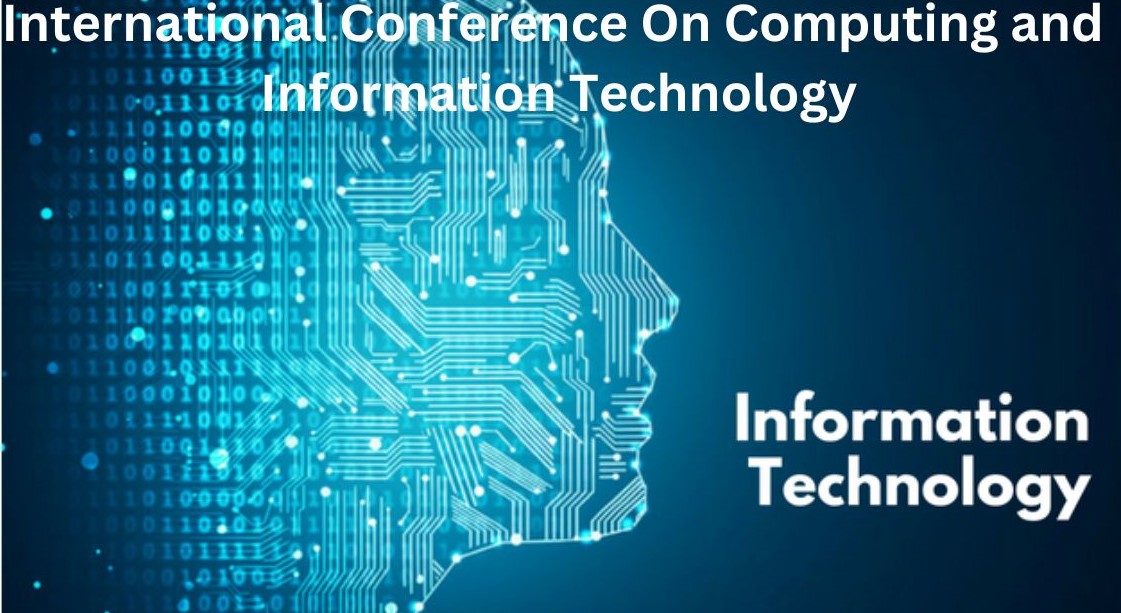 International Conference On Computing and
Information Technology
Information
Technology